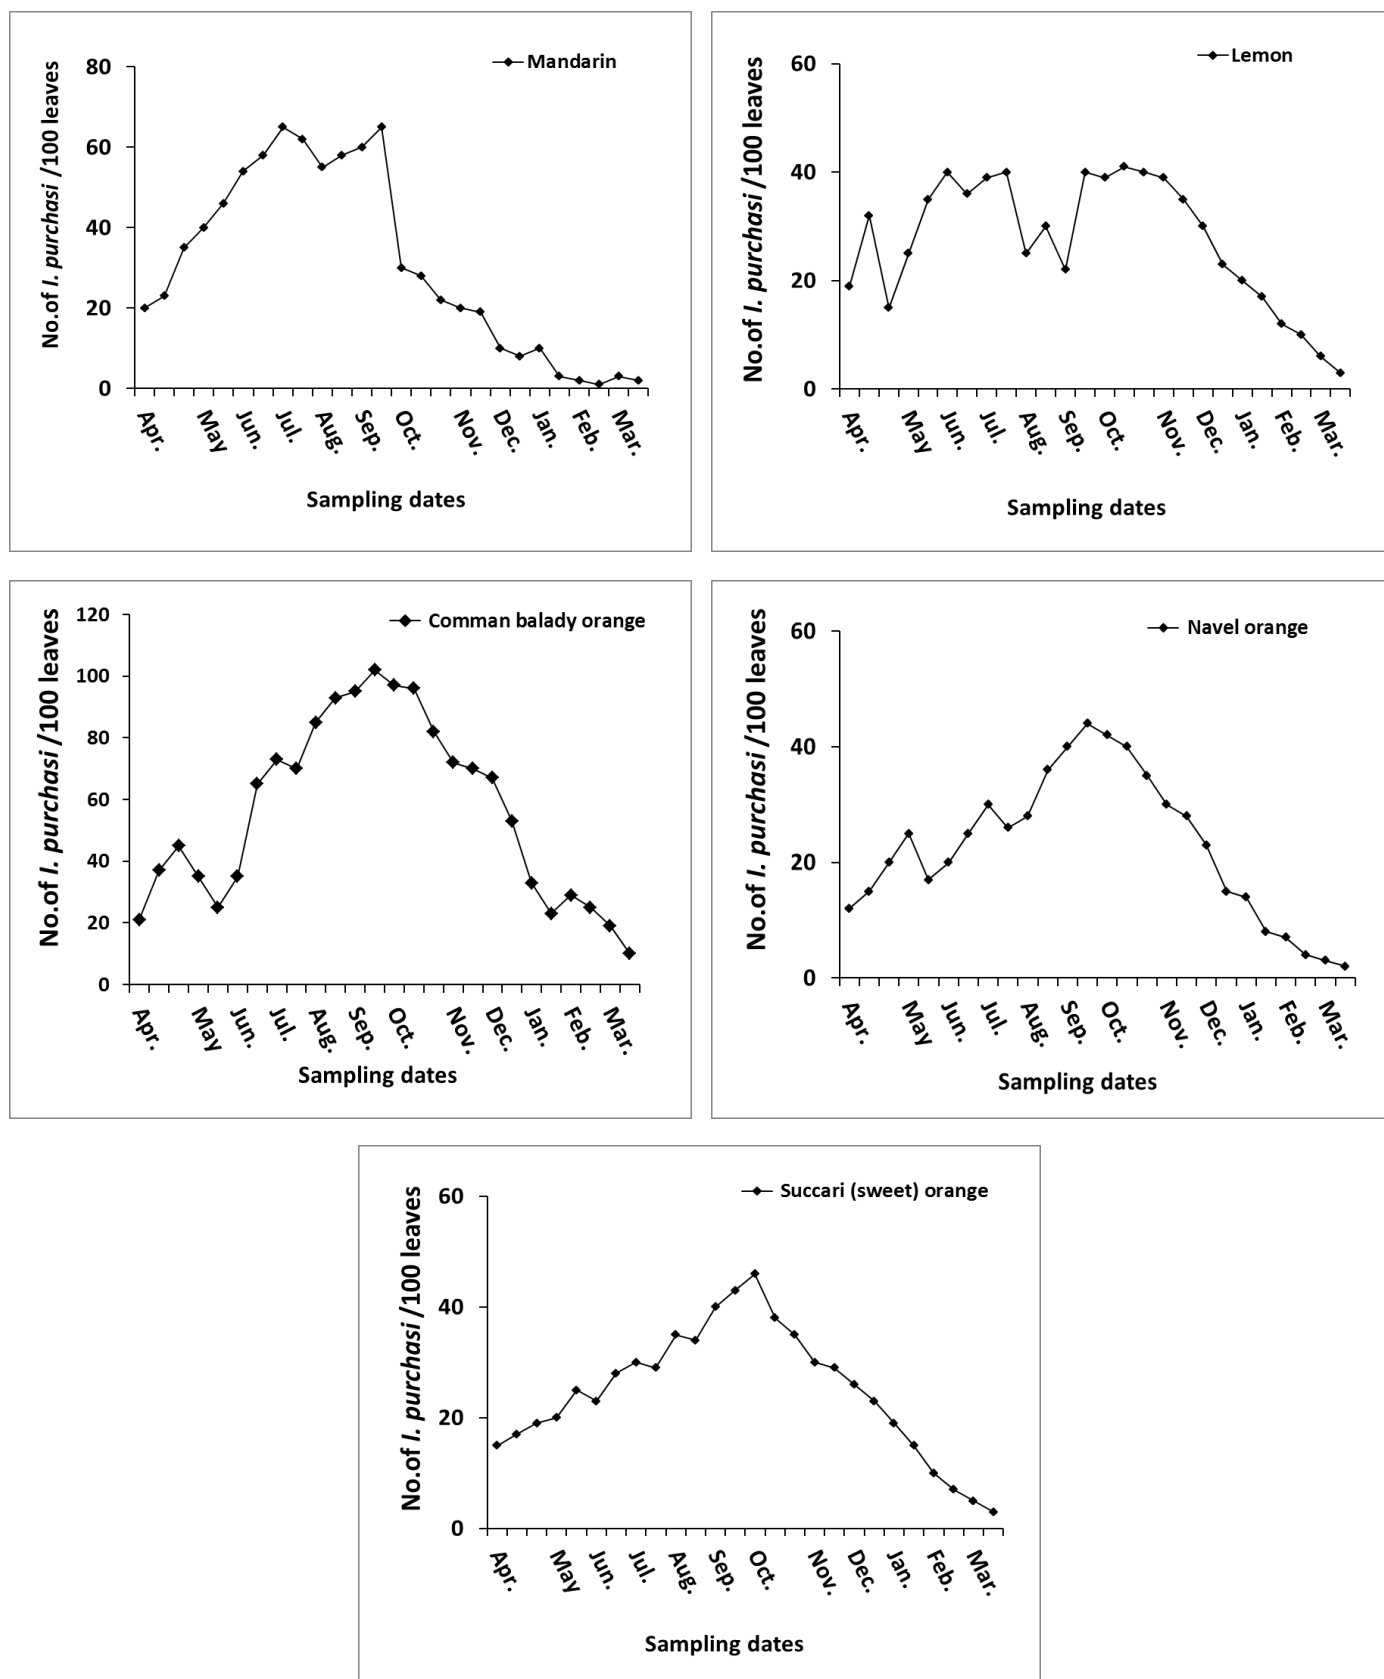 Mandarin
No.of I. purchasi /100 leaves
80
60
40
20
0
Apr. May Jun. Jul. Aug. Sep. Oct. Nov. Dec. Jan. Feb. Mar.
Sampling dates
Lemon
No.of I. purchasi /100 leaves
60
40
20
0
Apr. May Jun. Jul. Aug. Sep. Oct. Nov. Dec. Jan. Feb. Mar.
Sampling dates
Comman balady orange
No.of I. purchasi /100 leaves
120
100
80
60
40
20
0
Apr. May Jun. Jul. Aug. Sep. Oct. Nov. Dec. Jan. Feb. Mar.
Sampling dates
Navel orange
No.of I. purchasi /100 leaves
60
40
20
0
Apr. May Jun. Jul. Aug. Sep. Oct. Nov. Dec. Jan. Feb. Mar.
Sampling dates
Succari (sweet) orange
No.of I. purchasi /100 leaves
60
40
20
0
Apr. May Jun. Jul. Aug. Sep. Oct. Nov. Dec. Jan. Feb. Mar.
Sampling dates